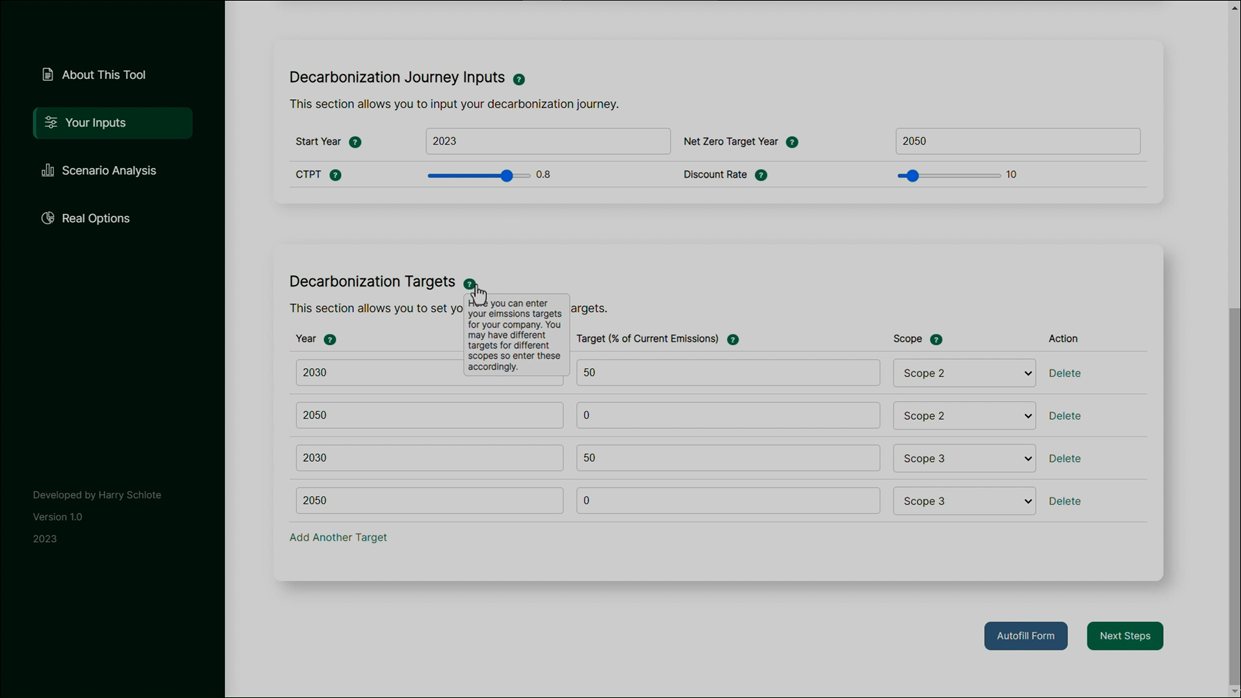 About This Tool
Your Inputs
Scenario Analysis
Real Options
Developed by Harry Schlote
Version 1.0
2023
Decarbonization Journey Inputs ?
This section allows you to input your decarbonization journey.
Start Year ? 2023 Net Zero Target Year ? 2050
CTPT ? 0.8 Discount Rate ? 10
Decarbonization Targets ?
This section allows you to set yo argets.
Here you can enter
your eimssions targets
for your company. You
may have different
targets for different
scopes so enter these
accordingly.
Year ? Target (% of Current Emissions) ? Scope ? Action
2030 50 Scope 2 Delete
2050 0 Scope 2 Delete
2030 50 Scope 3 Delete
2050 0 Scope 3 Delete
Add Another Target
Autofill Form Next Steps